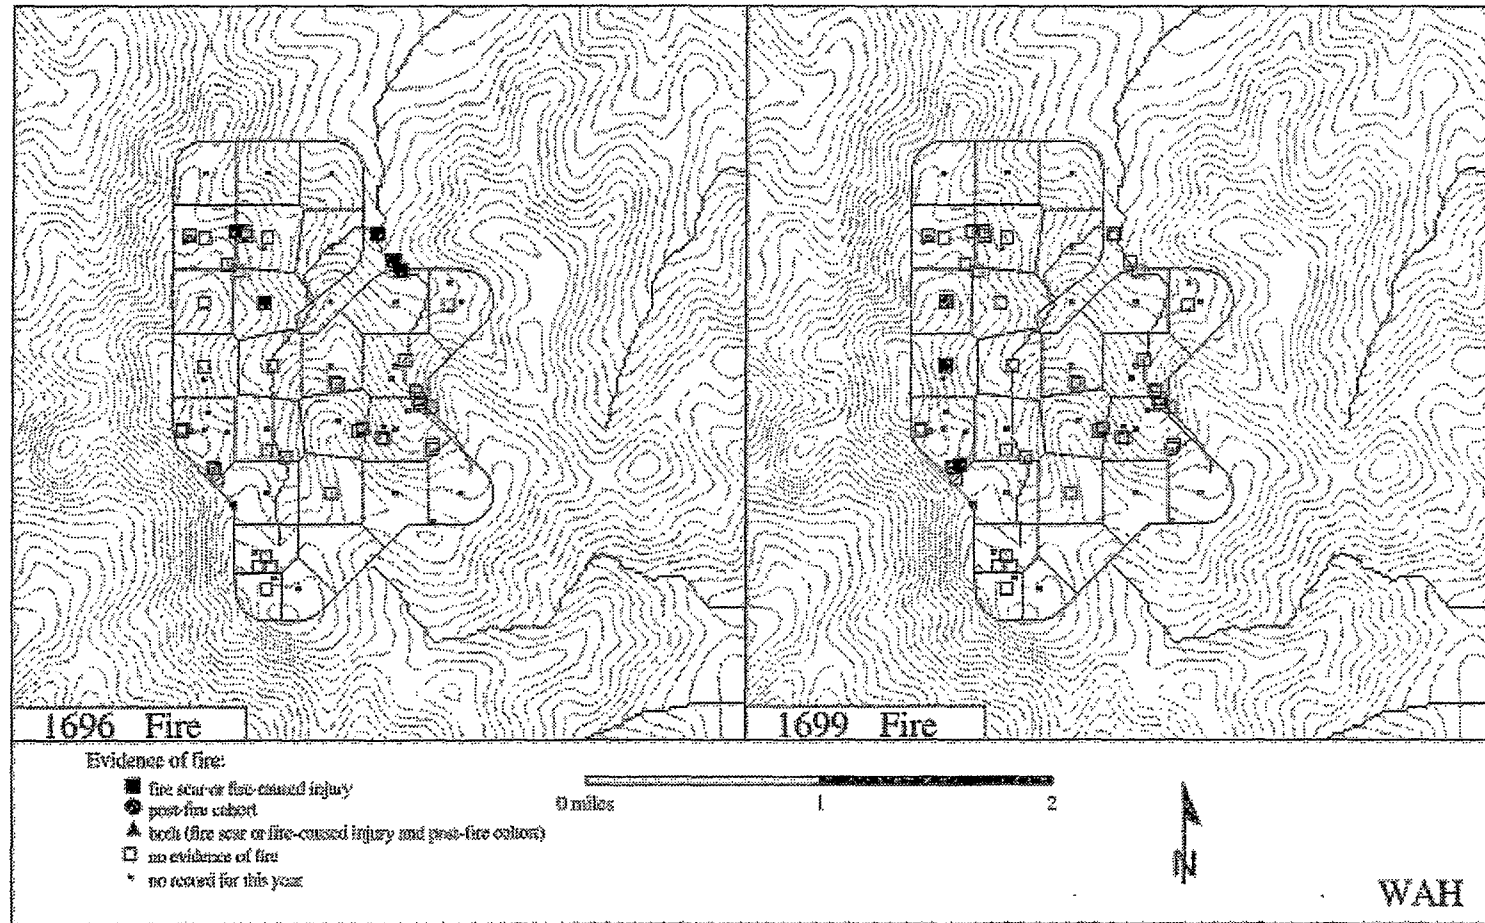 1696 Fire
1699 Fire
Evidence of fire:
fire scar or fire-caused injury
post-fire cohort
both (fire scar or fire-caused injury and post-fire cohort)
no evidence of fire
no record for this year
0 miles 1 2
N
WAH